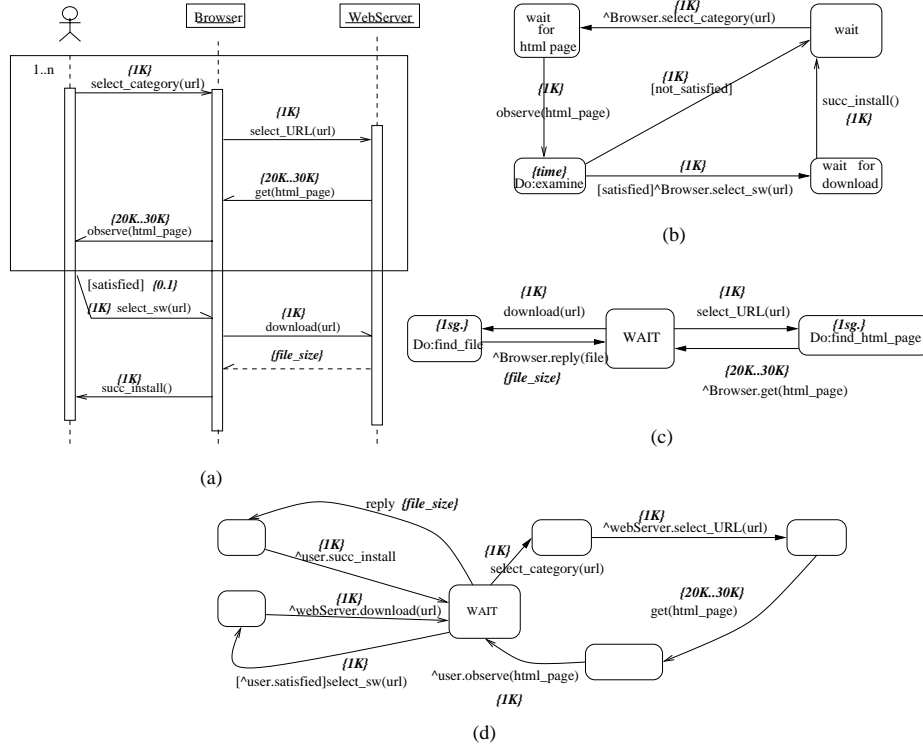 Browser
WebServer
1..n
{1K}
select_category(url)
{1K}
select_URL(url)
{20K..30K}
get(html_page)
{20K..30K}
observe(html_page)
[satisfied] {0.1}
{1K} select_sw(url)
{1K}
download(url)
{file_size}
{1K}
succ_install()
(a)
wait
for
html page
{1K}
^Browser.select_category(url)
wait
{1K}
[not_satisfied]
{1K}
observe(html_page)
succ_install()
{1K}
{time}
Do:examine
{1K}
[satisfied]^Browser.select_sw(url)
wait for
download
(b)
{1K}
download(url)
{1K}
select_URL(url)
{1sg.}
Do:find_file
WAIT
{1sg.}
Do:find_html_page
^Browser.reply(file)
{file_size}
{20K..30K}
^Browser.get(html_page)
(c)
reply {file_size}
{1K}
^user.succ_install
{1K}
select_category(url)
{1K}
^webServer.select_URL(url)
{1K}
^webServer.download(url)
WAIT
{20K..30K}
get(html_page)
{1K}
[^user.satisfied]select_sw(url)
^user.observe(html_page)
{1K}
(d)